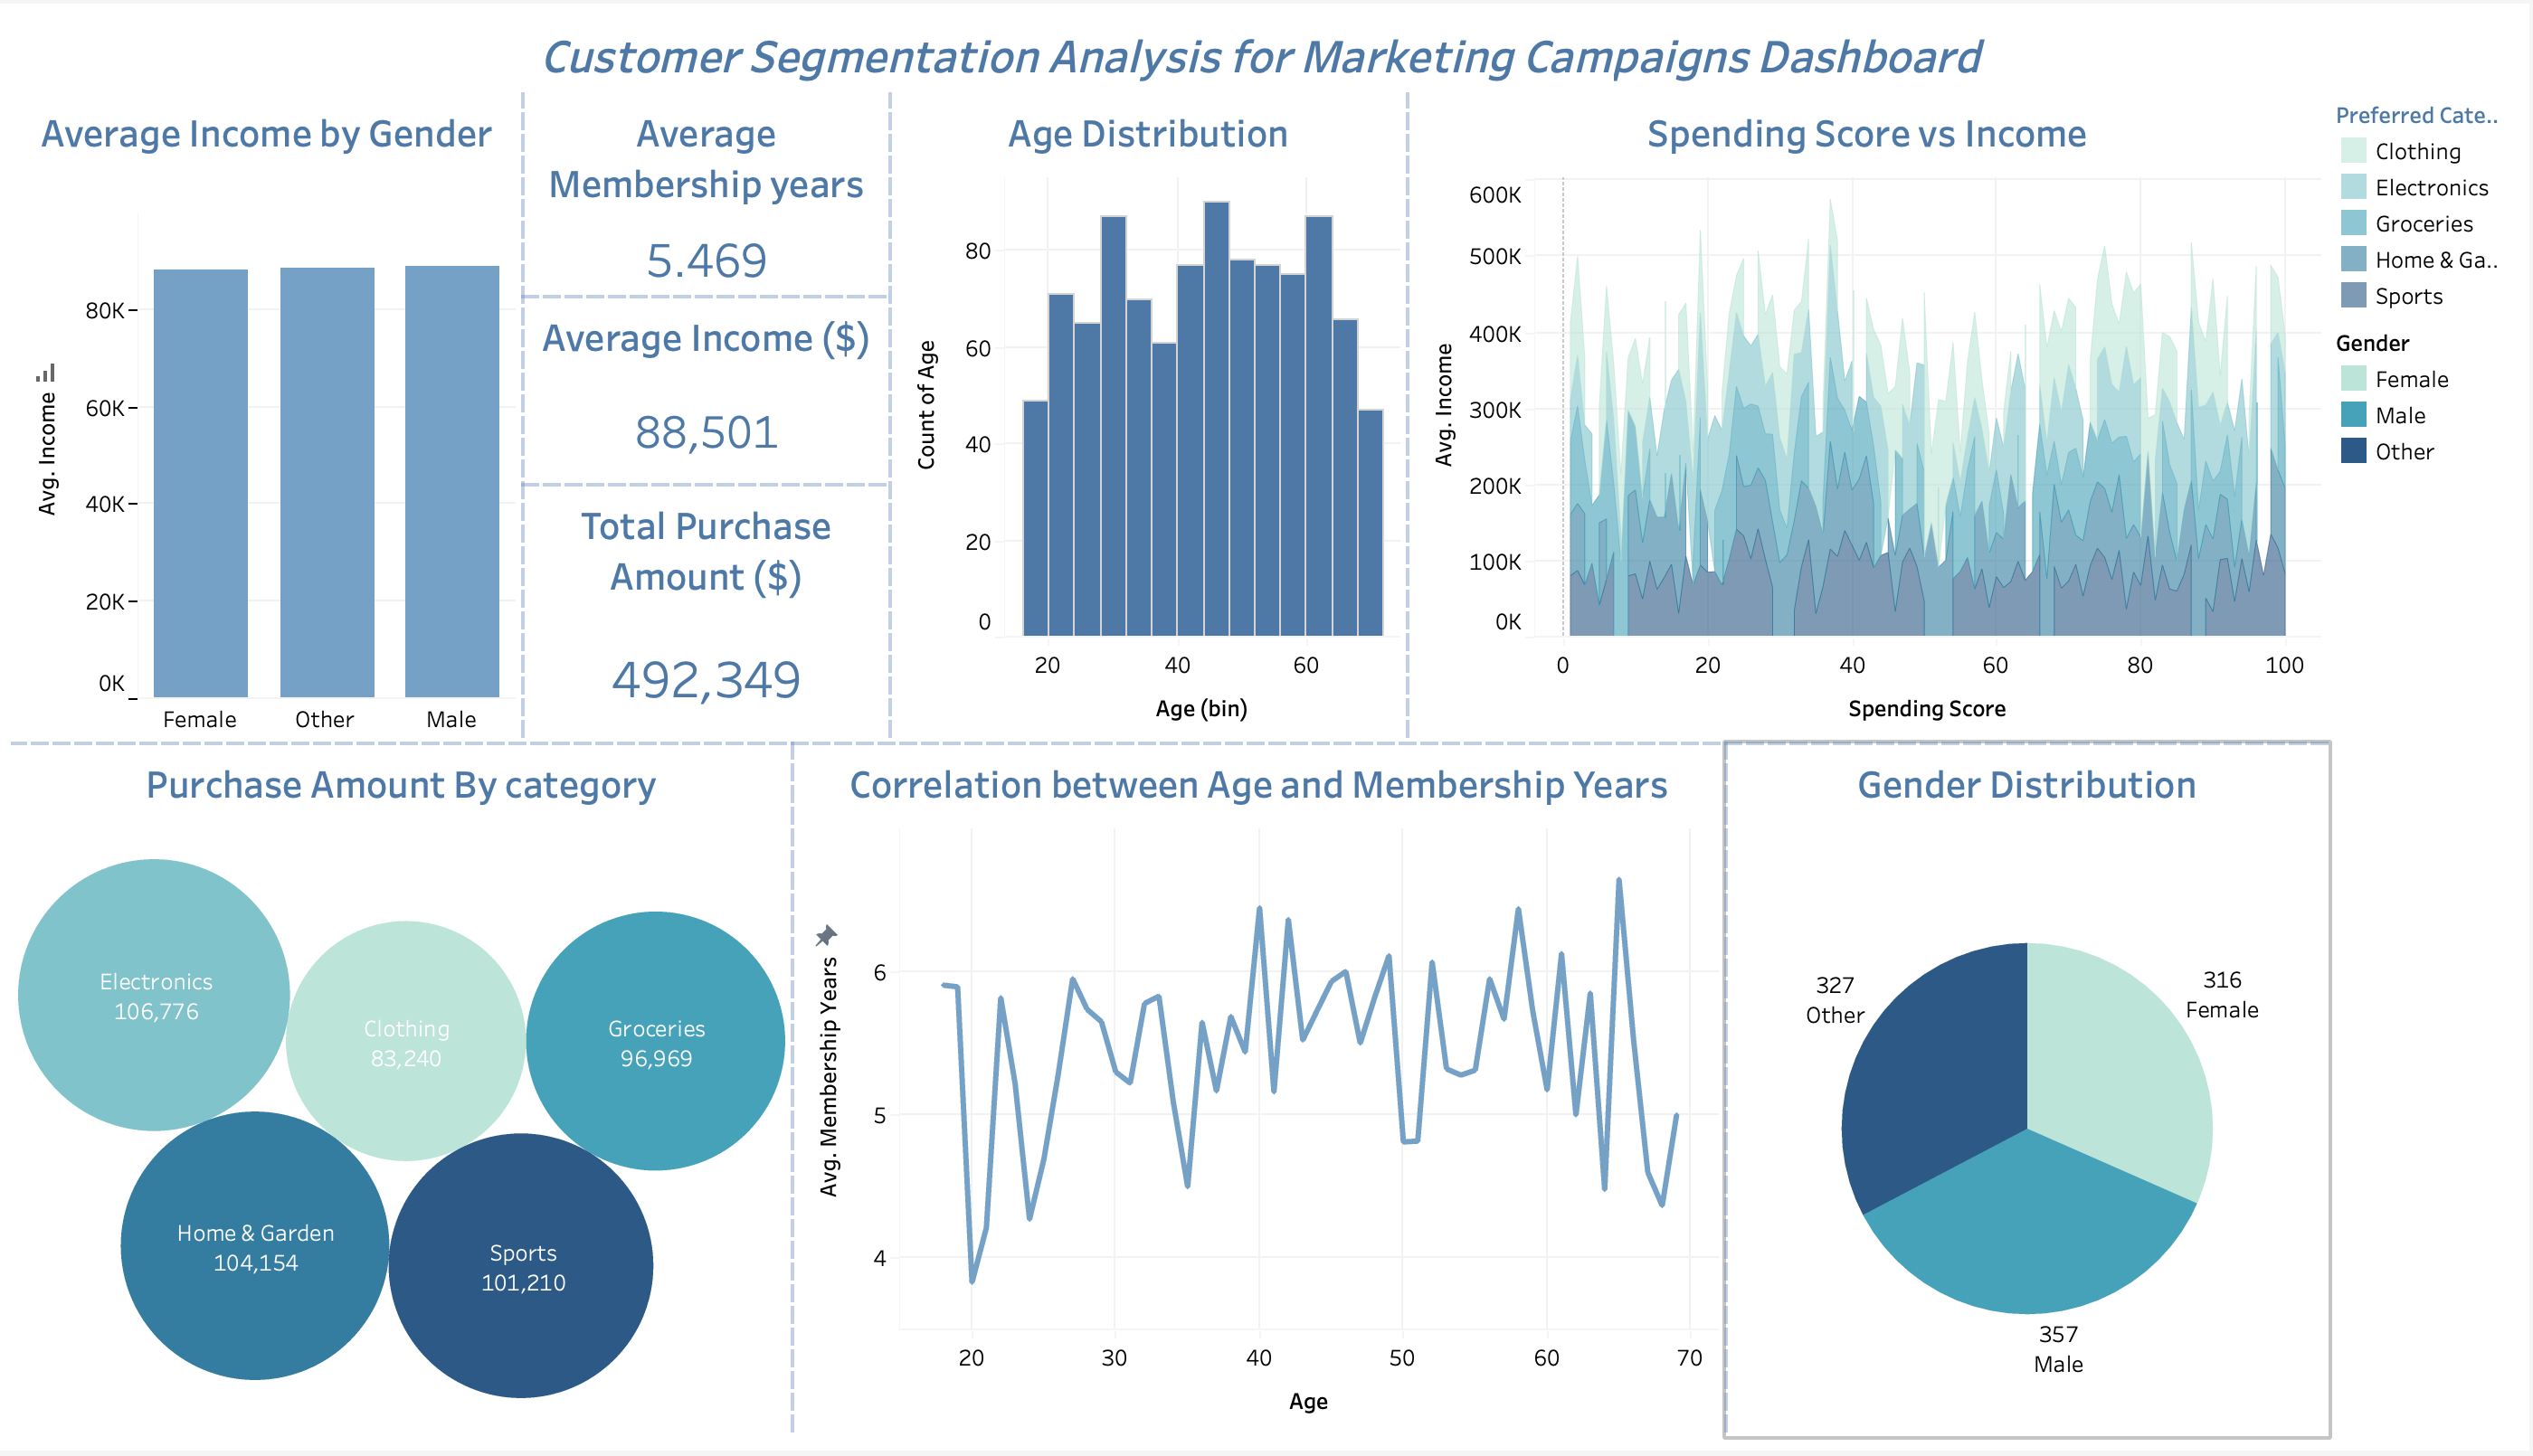 Customer Segmentation Analysis for Marketing Campaigns Dashboard
Average Income by Gender
Avg. Income
80K
60K
40K
20K
0K
Female
Other
Male
Average
Membership years
5.469
Average Income ($)
88,501
Total Purchase
Amount ($)
492,349
Age Distribution
Count of Age
80
60
40
20
0
20
40
60
Age (bin)
Spending Score vs Income
Avg. Income
600K
500K
400K
300K
200K
100K
0K
0
20
40
60
80
100
Spending Score
Preferred Cate..
Clothing
Electronics
Groceries
Home & Ga..
Sports
Gender
Female
Male
Other
Purchase Amount By category
Electronics
106,776
Clothing
83,240
Groceries
96,969
Home & Garden
104,154
Sports
101,210
Correlation between Age and Membership Years
Avg. Membership Years
6
5
4
20
30
40
50
60
70
Age
Gender Distribution
327
Other
316
Female
357
Male